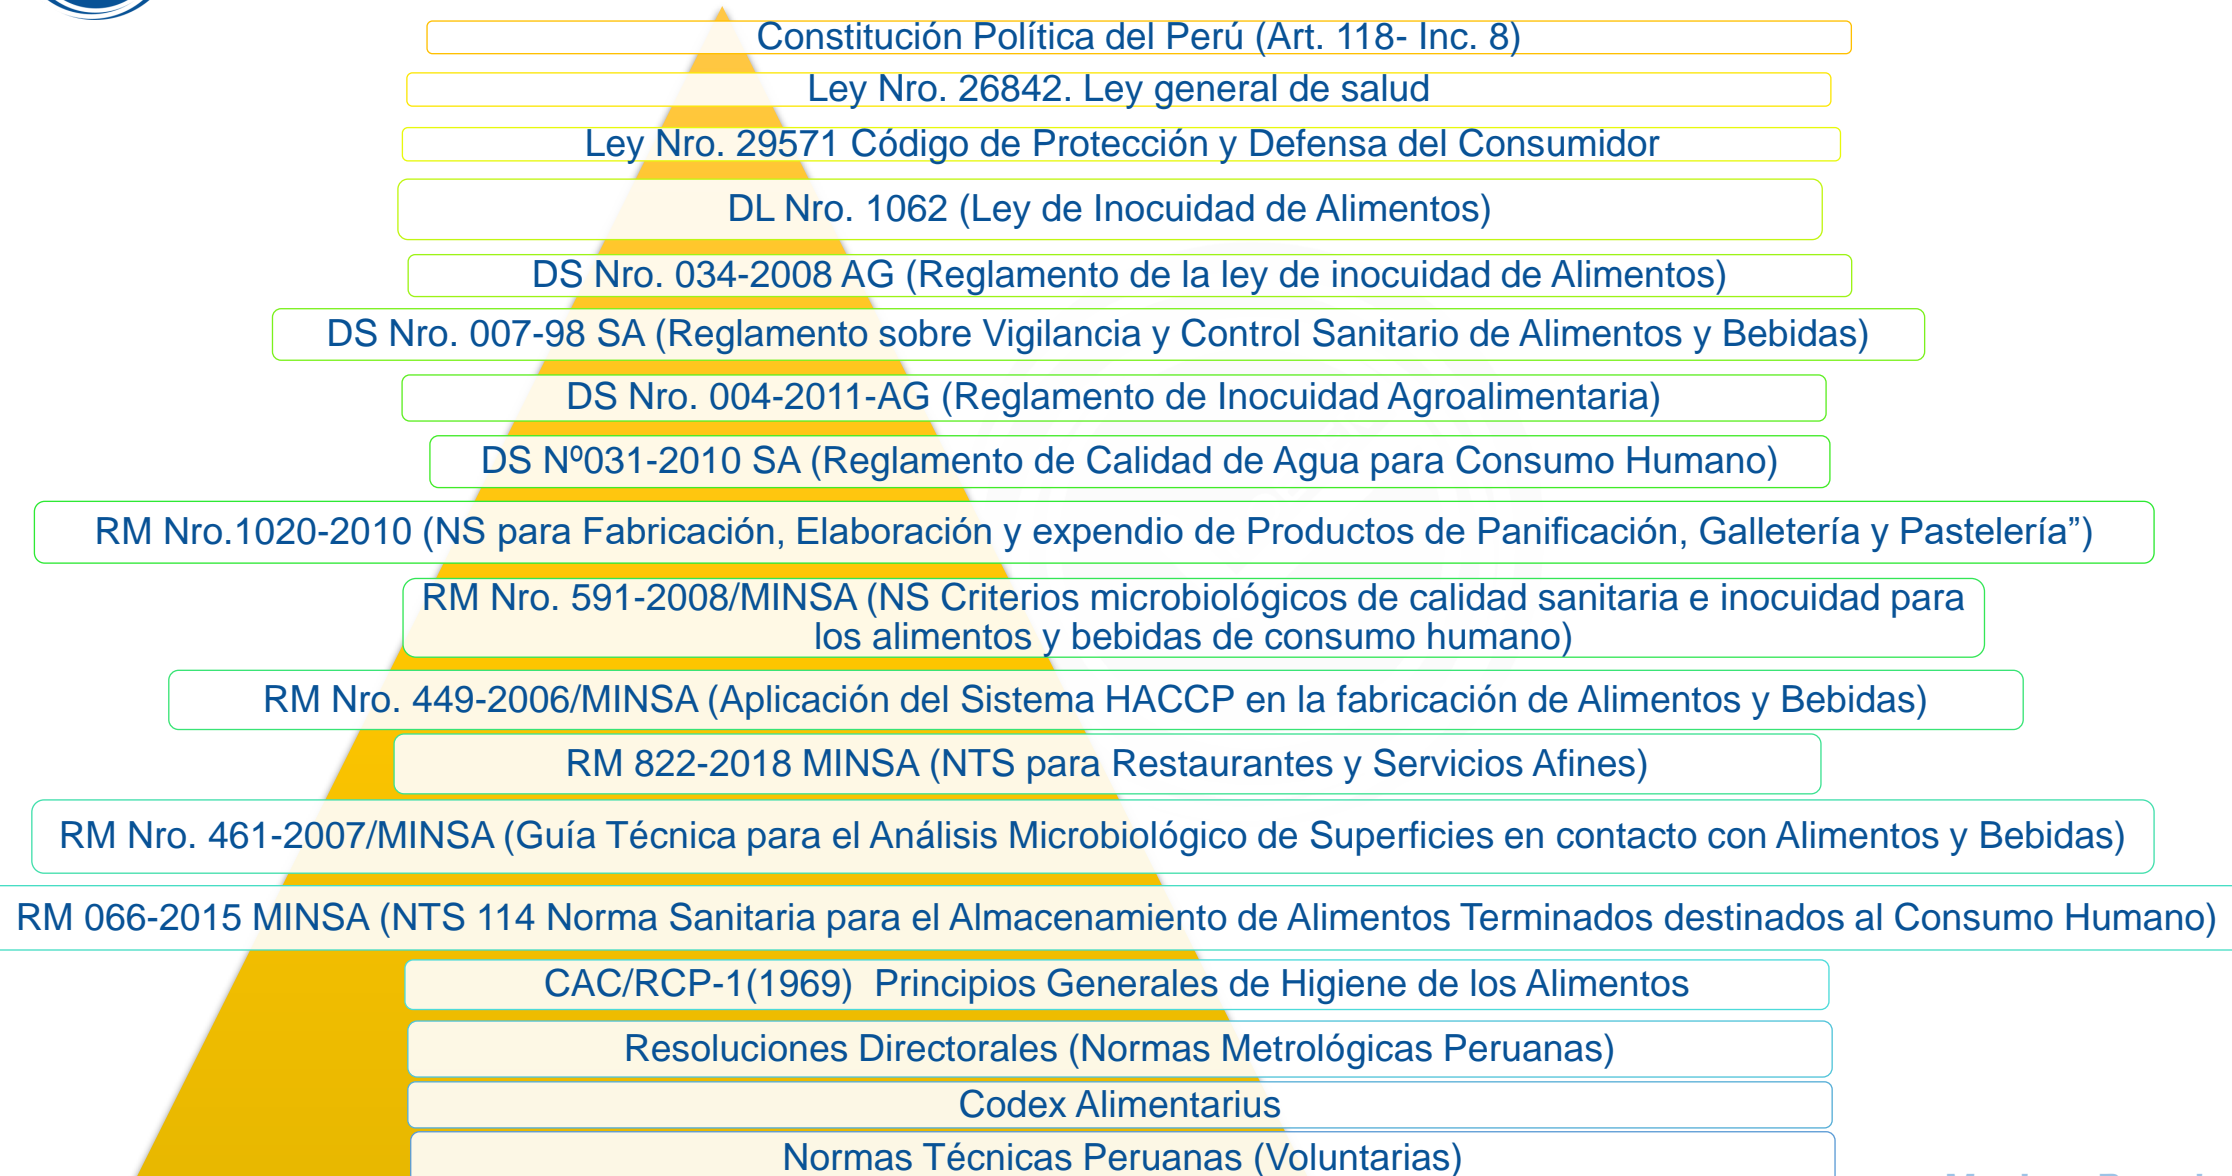 Constitución Política del Perú (Art. 118- Inc. 8)
Ley Nro. 26842. Ley general de salud
Ley Nro. 29571 Código de Protección y Defensa del Consumidor
DL Nro. 1062 (Ley de Inocuidad de Alimentos)
DS Nro. 034-2008 AG (Reglamento de la ley de inocuidad de Alimentos)
DS Nro. 007-98 SA (Reglamento sobre Vigilancia y Control Sanitario de Alimentos y Bebidas)
DS Nro. 004-2011-AG (Reglamento de Inocuidad Agroalimentaria)
DS Nº031-2010 SA (Reglamento de Calidad de Agua para Consumo Humano)
RM Nro.1020-2010 (NS para Fabricación, Elaboración y expendio de Productos de Panificación, Galletería y Pastelería”)
RM Nro. 591-2008/MINSA (NS Criterios microbiológicos de calidad sanitaria e inocuidad para
los alimentos y bebidas de consumo humano)
RM Nro. 449-2006/MINSA (Aplicación del Sistema HACCP en la fabricación de Alimentos y Bebidas)
RM 822-2018 MINSA (NTS para Restaurantes y Servicios Afines)
RM Nro. 461-2007/MINSA (Guía Técnica para el Análisis Microbiológico de Superficies en contacto con Alimentos y Bebidas)
RM 066-2015 MINSA (NTS 114 Norma Sanitaria para el Almacenamiento de Alimentos Terminados destinados al Consumo Humano)
CAC/RCP-1(1969) Principios Generales de Higiene de los Alimentos
Resoluciones Directorales (Normas Metrológicas Peruanas)
Codex Alimentarius
Normas Técnicas Peruanas (Voluntarias)